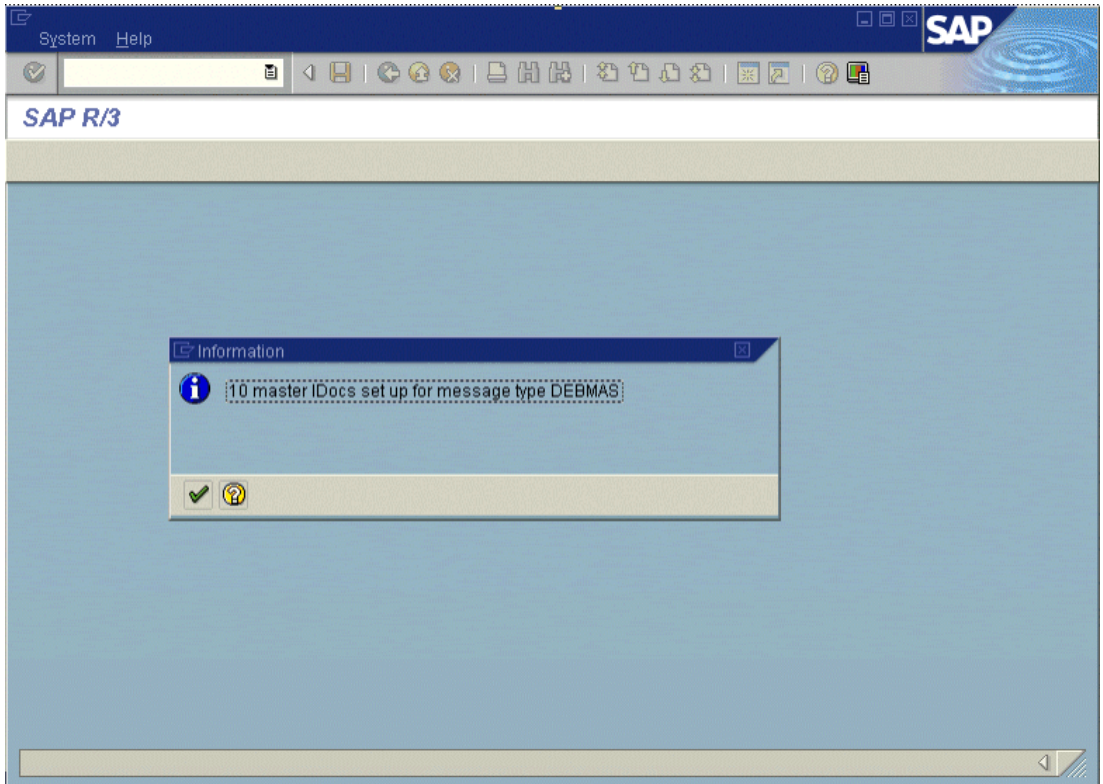 System Help
SAP
SAP R/3
Information
10 master IDocs set up for message type DEBMAS